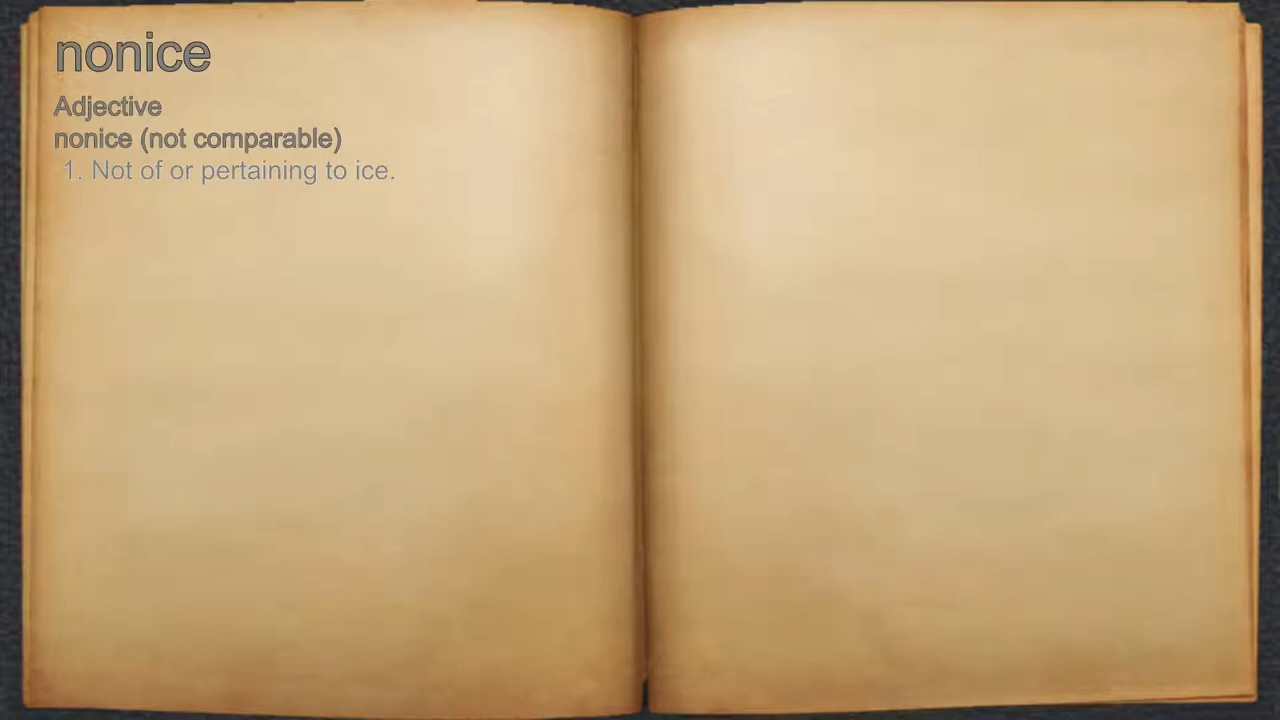 nonice
Adjective
nonice (not comparable)
1. Not of or pertaining to ice.